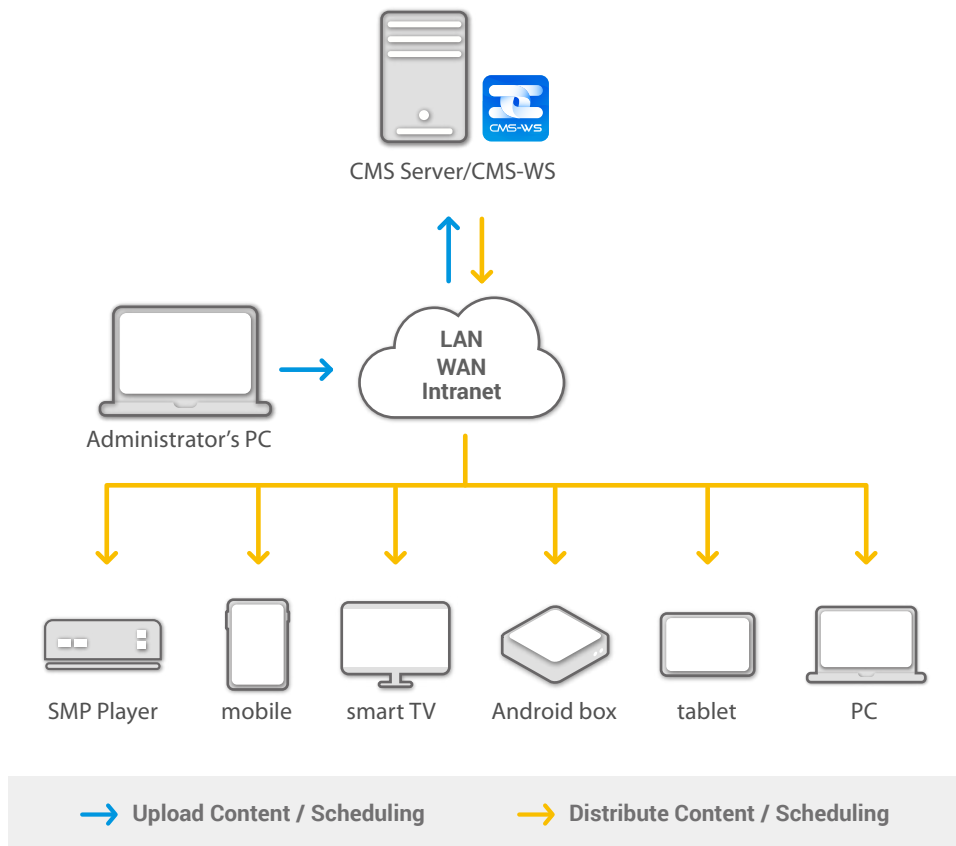 CMS-WS
CMS Server/CMS-WS
LAN
WAN
Intranet
Administrator’s PC
SMP Player
mobile
smart TV
Android box
tablet
PC
Upload Content / Scheduling
Distribute Content / Scheduling